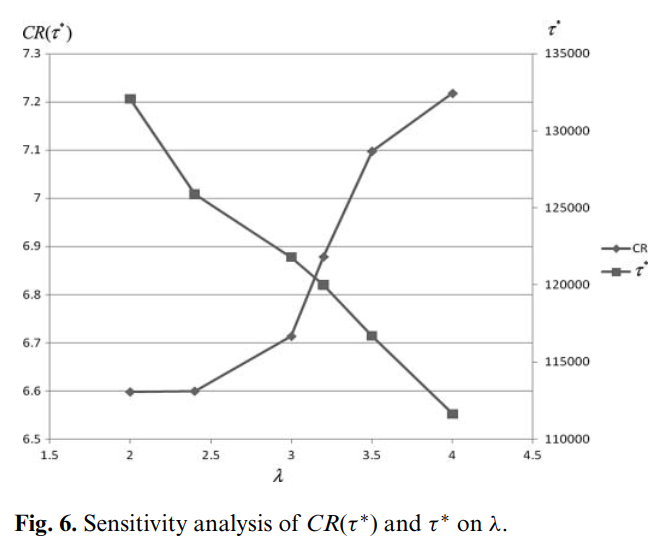 CR(τ*) τ*
7.3 135000
7.2
130000
7.1
7 125000
6.9
CR
τ*
6.8 120000
6.7
115000
6.6
6.5 110000
1.5 2 2.5 3 3.5 4 4.5
λ
Fig. 6. Sensitivity analysis of CR(τ*) and τ* on λ.